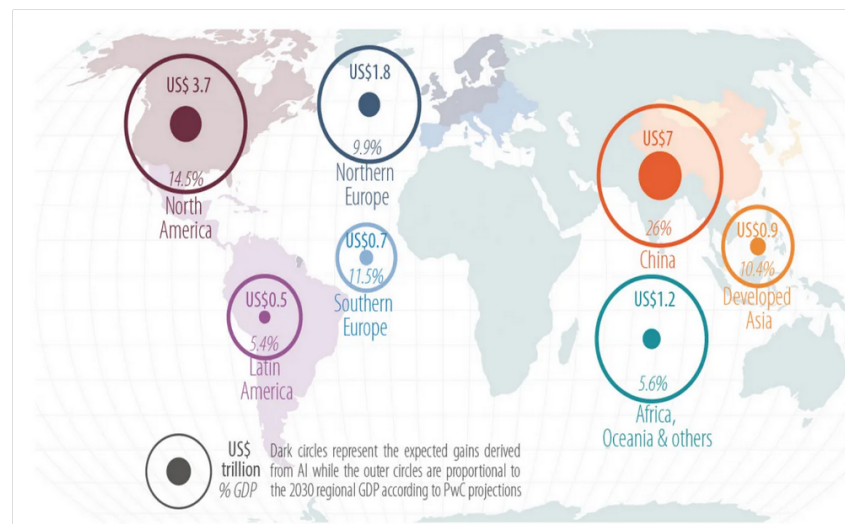 US$ 3.7
14.5%
North
America
US$1.8
9.9%
Northern
Europe
US$0.7
11.5%
Southern
Europe
US$0.5
5.4%
Latin
America
US$7
26%
China
US$0.9
10.4%
Developed
Asia
US$1.2
5.6%
Africa,
Oceania & others
US$
trillion
% GDP
Dark circles represent the expected gains derived
from AI while the outer circles are proportional to
the 2030 regional GDP according to PwC projections